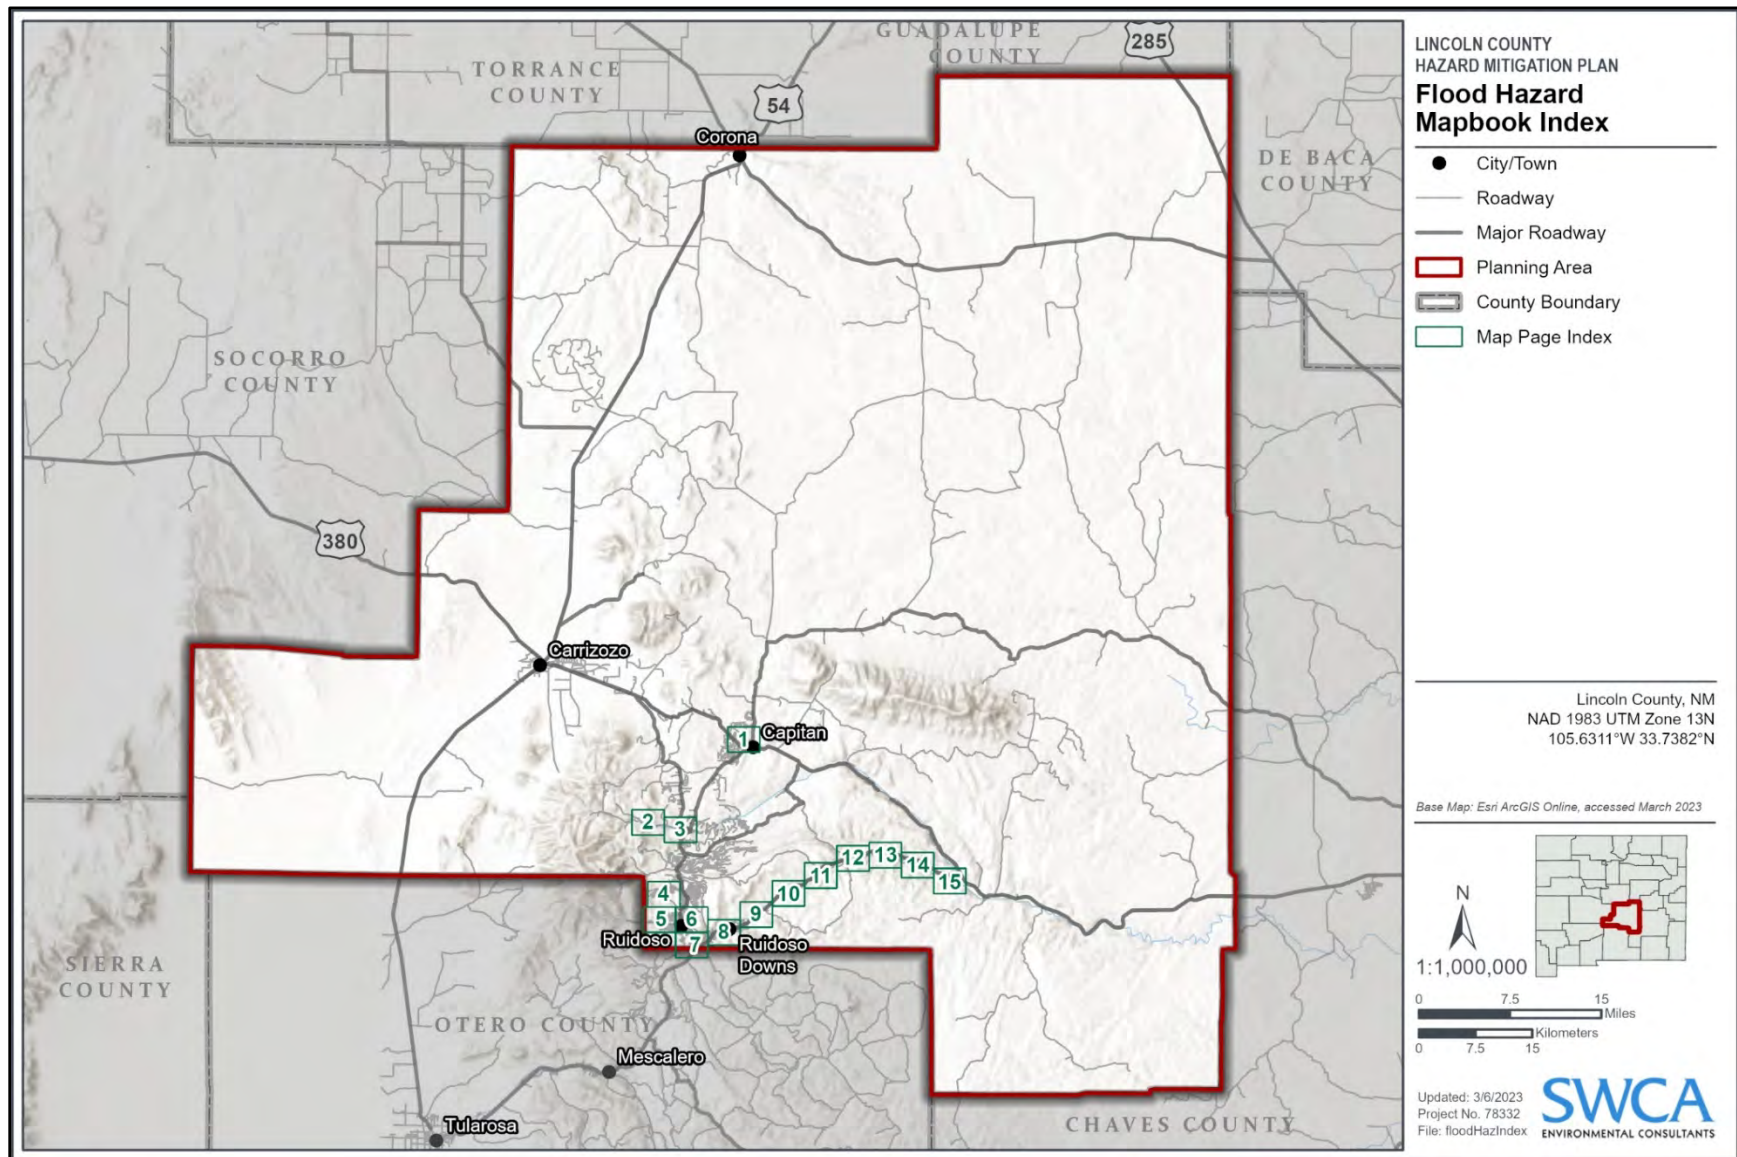 GUADALUPE
COUNTY
285
TORRANCE
COUNTY
54
Corona
DE BACA
COUNTY
SOCORRO
COUNTY
380
Carrizozo
1
Capitan
2
3
4
5
6
7
8
9
10
11
12
13
14
15
Ruidoso
Ruidoso
Downs
SIERRA
COUNTY
OTERO COUNTY
Mescalero
Tularosa
CHAVES COUNTY
LINCOLN COUNTY
HAZARD MITIGATION PLAN
Flood Hazard
Mapbook Index
City/Town
Roadway
Major Roadway
Planning Area
County Boundary
Map Page Index
Lincoln County, NM
NAD 1983 UTM Zone 13N
105.6311°W 33.7382°N
Base Map: Esri ArcGIS Online, accessed March 2023
N
1:1,000,000
0 7.5 15
Miles
Kilometers
0 7.5 15
Updated: 3/6/2023
Project No. 78332
File: floodHazIndex
SWCA
ENVIRONMENTAL CONSULTANTS